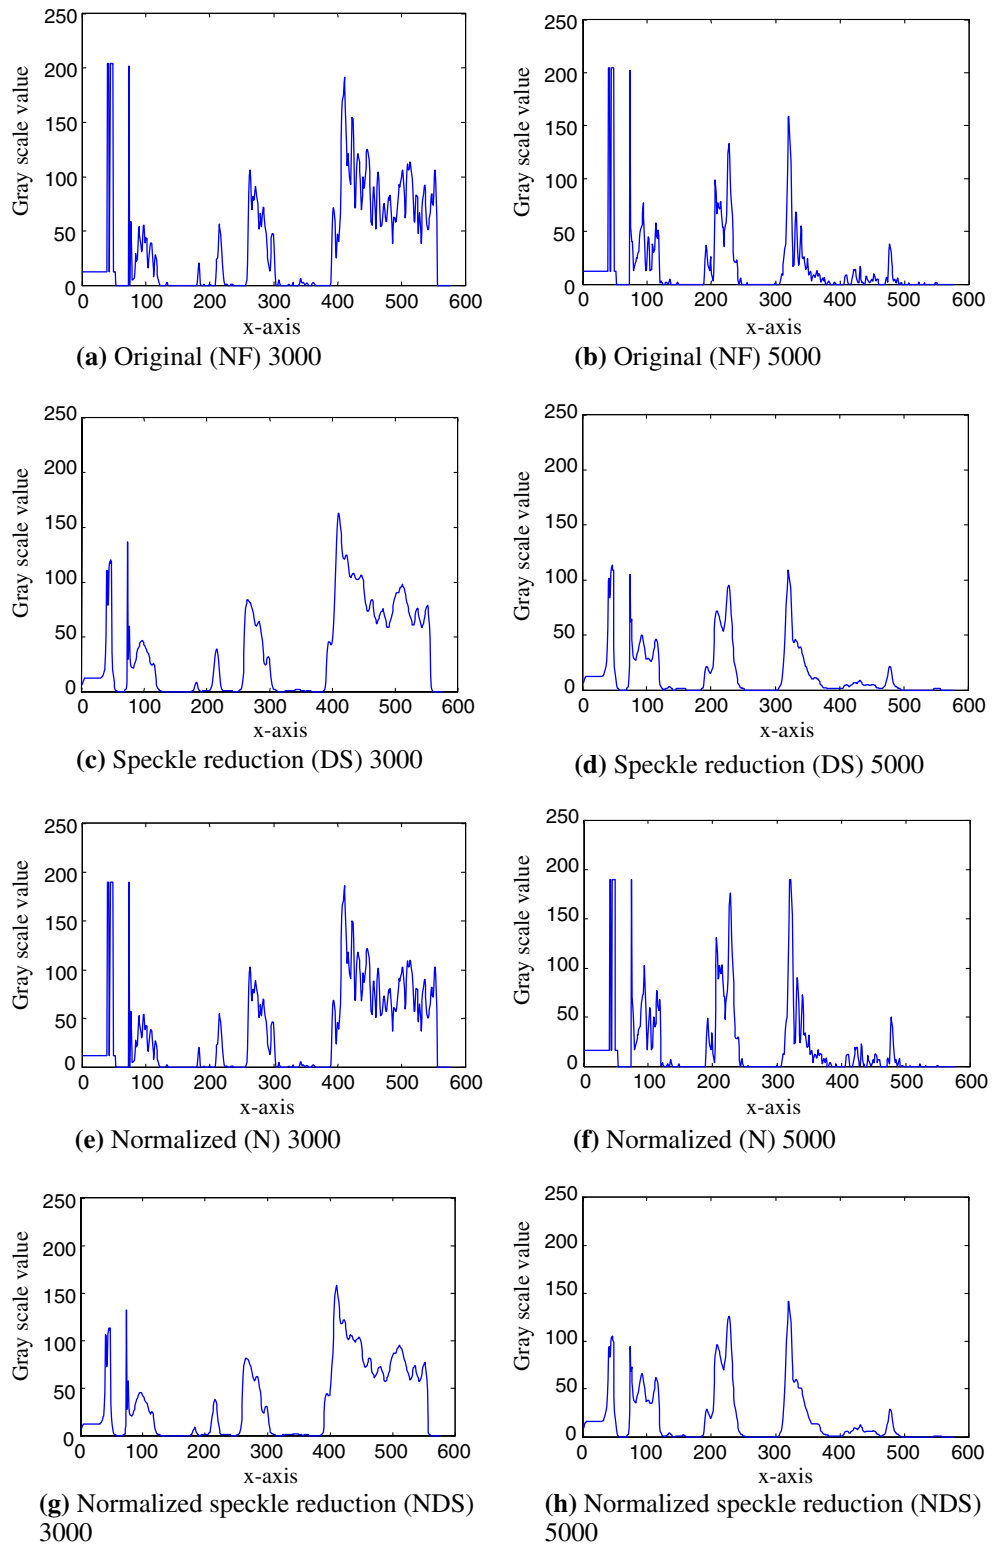 250
200
150
100
50
0
Gray scale value
0 100 200 300 400 500 600
x-axis
(a) Original (NF) 3000
250
200
150
100
50
0
Gray scale value
0 100 200 300 400 500 600
x-axis
(b) Original (NF) 5000
250
200
150
100
50
0
Gray scale value
0 100 200 300 400 500 600
x-axis
(c) Speckle reduction (DS) 3000
250
200
150
100
50
0
Gray scale value
0 100 200 300 400 500 600
x-axis
(d) Speckle reduction (DS) 5000
250
200
150
100
50
0
Gray scale value
0 100 200 300 400 500 600
x-axis
(e) Normalized (N) 3000
250
200
150
100
50
0
Gray scale value
0 100 200 300 400 500 600
x-axis
(f) Normalized (N) 5000
250
200
150
100
50
0
Gray scale value
0 100 200 300 400 500 600
x-axis
(g) Normalized speckle reduction (NDS)
3000
250
200
150
100
50
0
Gray scale value
0 100 200 300 400 500 600
x-axis
(h) Normalized speckle reduction (NDS)
5000